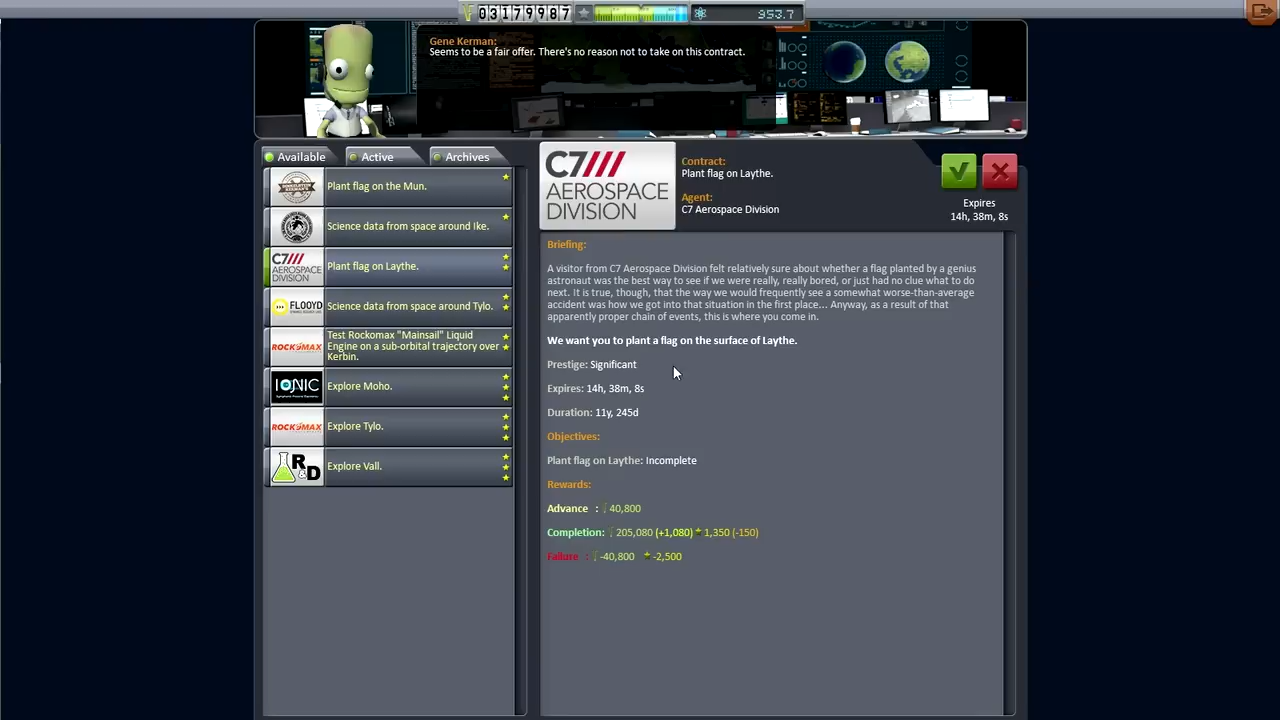 03179987
953.7
Gene Kerman:
Seems to be a fair offer. There's no reason not to take on this contract.
Available
Active
Archives
Plant flag on the Mun.
Science data from space around Ike.
C7///
AEROSPACE
DIVISION
Plant flag on Laythe.
FLOOYD
Science data from space around Tylo.
ROCKOMAX
Test Rockomax "Mainsail" Liquid
Engine on a sub-orbital trajectory over
Kerbin.
IONIC
Explore Moho.
ROCKOMAX
Explore Tylo.
R&D
Explore Vall.
C7///
AEROSPACE
DIVISION
Contract:
Plant flag on Laythe.
Agent:
C7 Aerospace Division
Expires
14h, 38m, 8s
Briefing:
A visitor from C7 Aerospace Division felt relatively sure about whether a flag planted by a genius
astronaut was the best way to see if we were really, really bored, or just had no clue what to do
next. It is true, though, that the way we would frequently see a somewhat worse-than-average
accident was how we got into that situation in the first place... Anyway, as a result of that
apparently proper chain of events, this is where you come in.
We want you to plant a flag on the surface of Laythe.
Prestige: Significant
Expires: 14h, 38m, 8s
Duration: 11y, 245d
Objectives:
Plant flag on Laythe: Incomplete
Rewards:
Advance : 40,800
Completion: 205,080 (+1,080) 1,350 (-150)
Failure : -40,800 -2,500